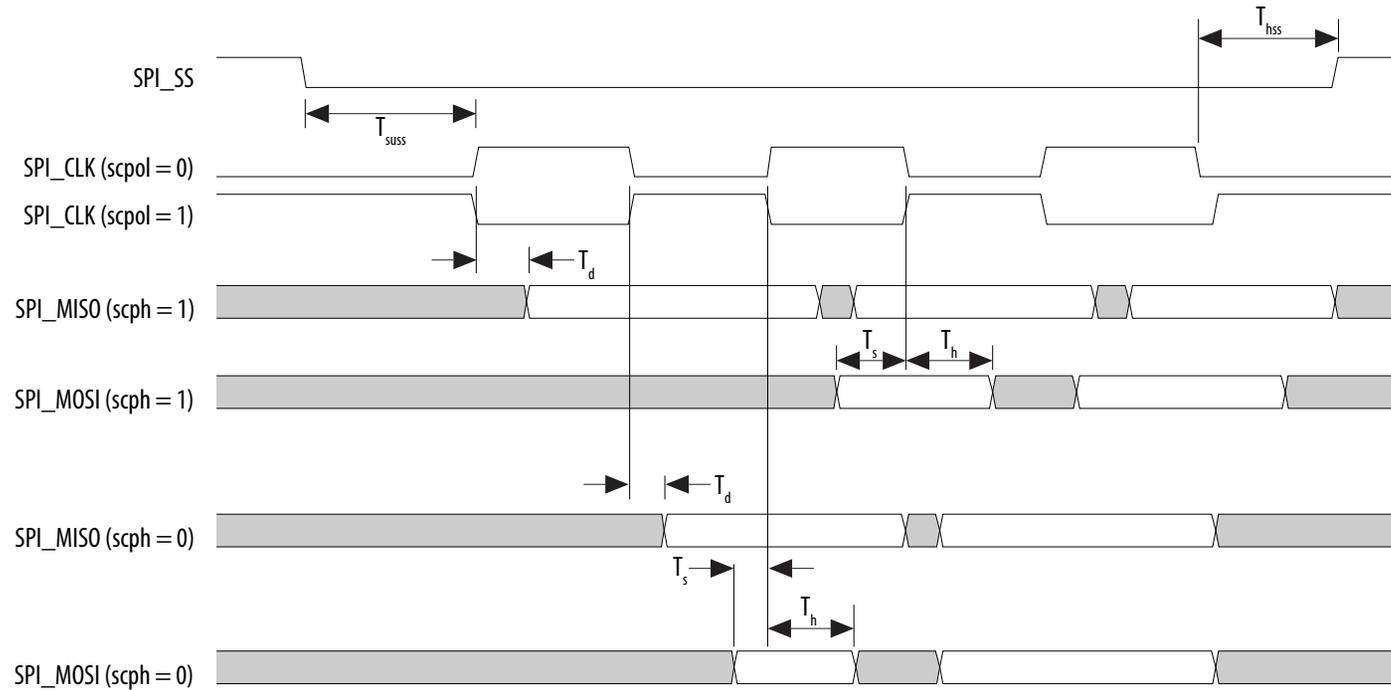 T_hss
SPI_SS
T_suss
SPI_CLK (scpol = 0)
SPI_CLK (scpol = 1)
T_d
SPI_MISO (scph = 1)
T_s T_h
SPI_MOSI (scph = 1)
T_d
SPI_MISO (scph = 0)
T_s
T_h
SPI_MOSI (scph = 0)